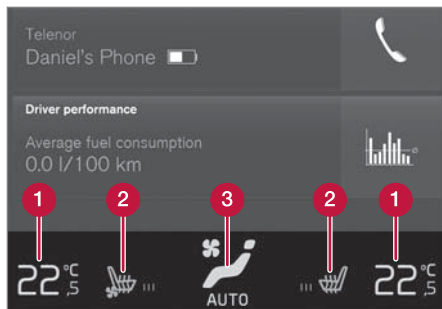 Telenor
Daniel's Phone
Driver performance
Average fuel consumption
0.0 l/100 km
1 2 3 2 1
22,5 °C 22,5 °C
AUTO